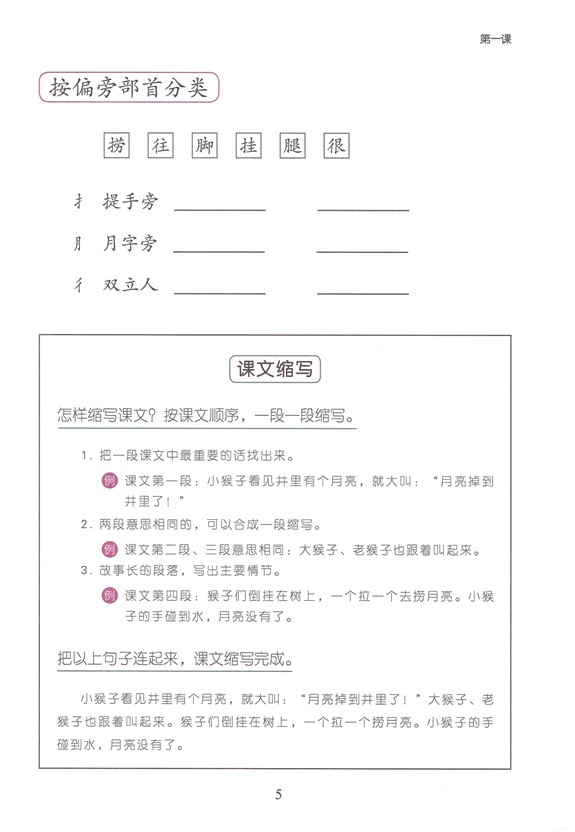 第一课
按偏旁部首分类
捞 往 脚 挂 腿 很
扌 提手旁
⺼ 月字旁
彳 双立人
课文缩写
怎样缩写课文？按课文顺序，一段一段缩写。
1. 把一段课文中最重要的话找出来。
例 课文第一段：小猴子看见井里有个月亮，就大叫：“月亮掉到
井里了！”
2. 两段意思相同的，可以合成一段缩写。
例 课文第二段、三段意思相同：大猴子、老猴子也跟着叫起来。
3. 故事长的段落，写出主要情节。
例 课文第四段：猴子们倒挂在树上，一个拉一个去捞月亮。小猴
子的手碰到水，月亮没有了。
把以上句子连起来，课文缩写完成。
小猴子看见井里有个月亮，就大叫：“月亮掉到井里了！”大猴子、老
猴子也跟着叫起来。猴子们倒挂在树上，一个拉一个捞月亮。小猴子的手
碰到水，月亮没有了。
5